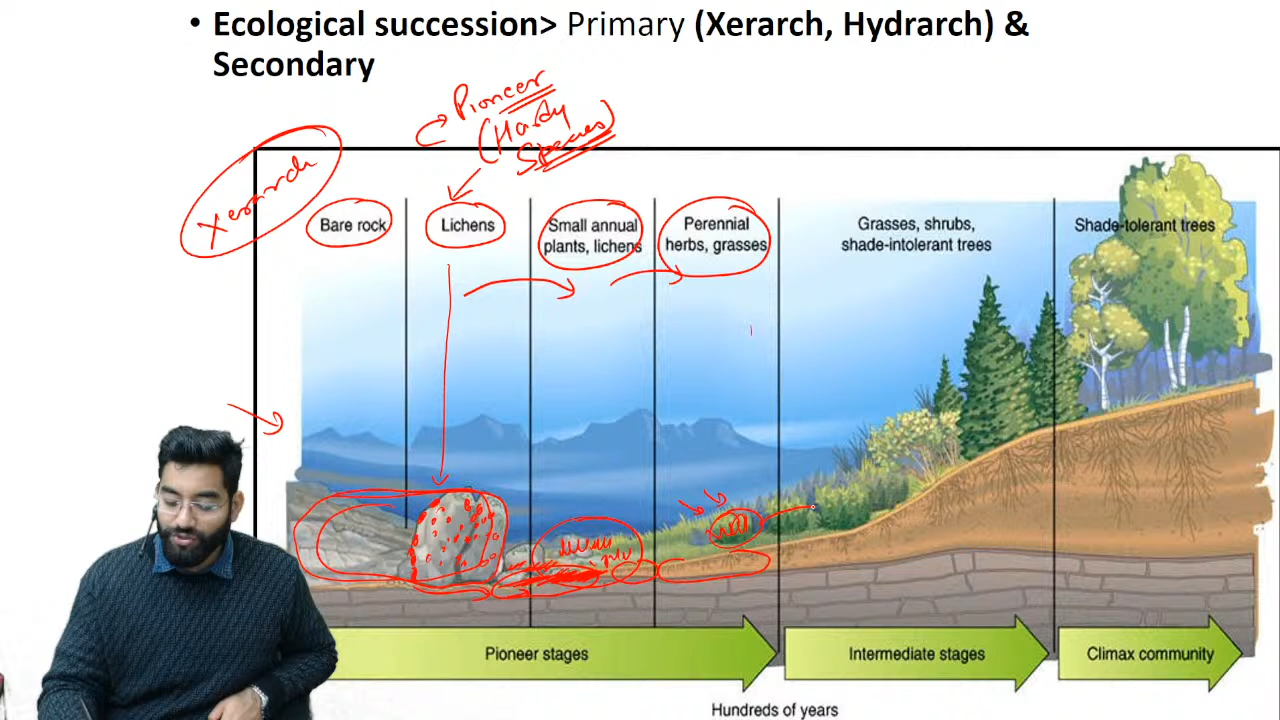 • Ecological succession> Primary (Xerarch, Hydrarch) &
Secondary
Pioneer
(Hardy
Species)
Xerarch
Bare rock
Lichens
Small annual
plants, lichens
Perennial
herbs, grasses
Grasses, shrubs,
shade-intolerant trees
Shade-tolerant trees
Pioneer stages
Intermediate stages
Climax community
Hundreds of years